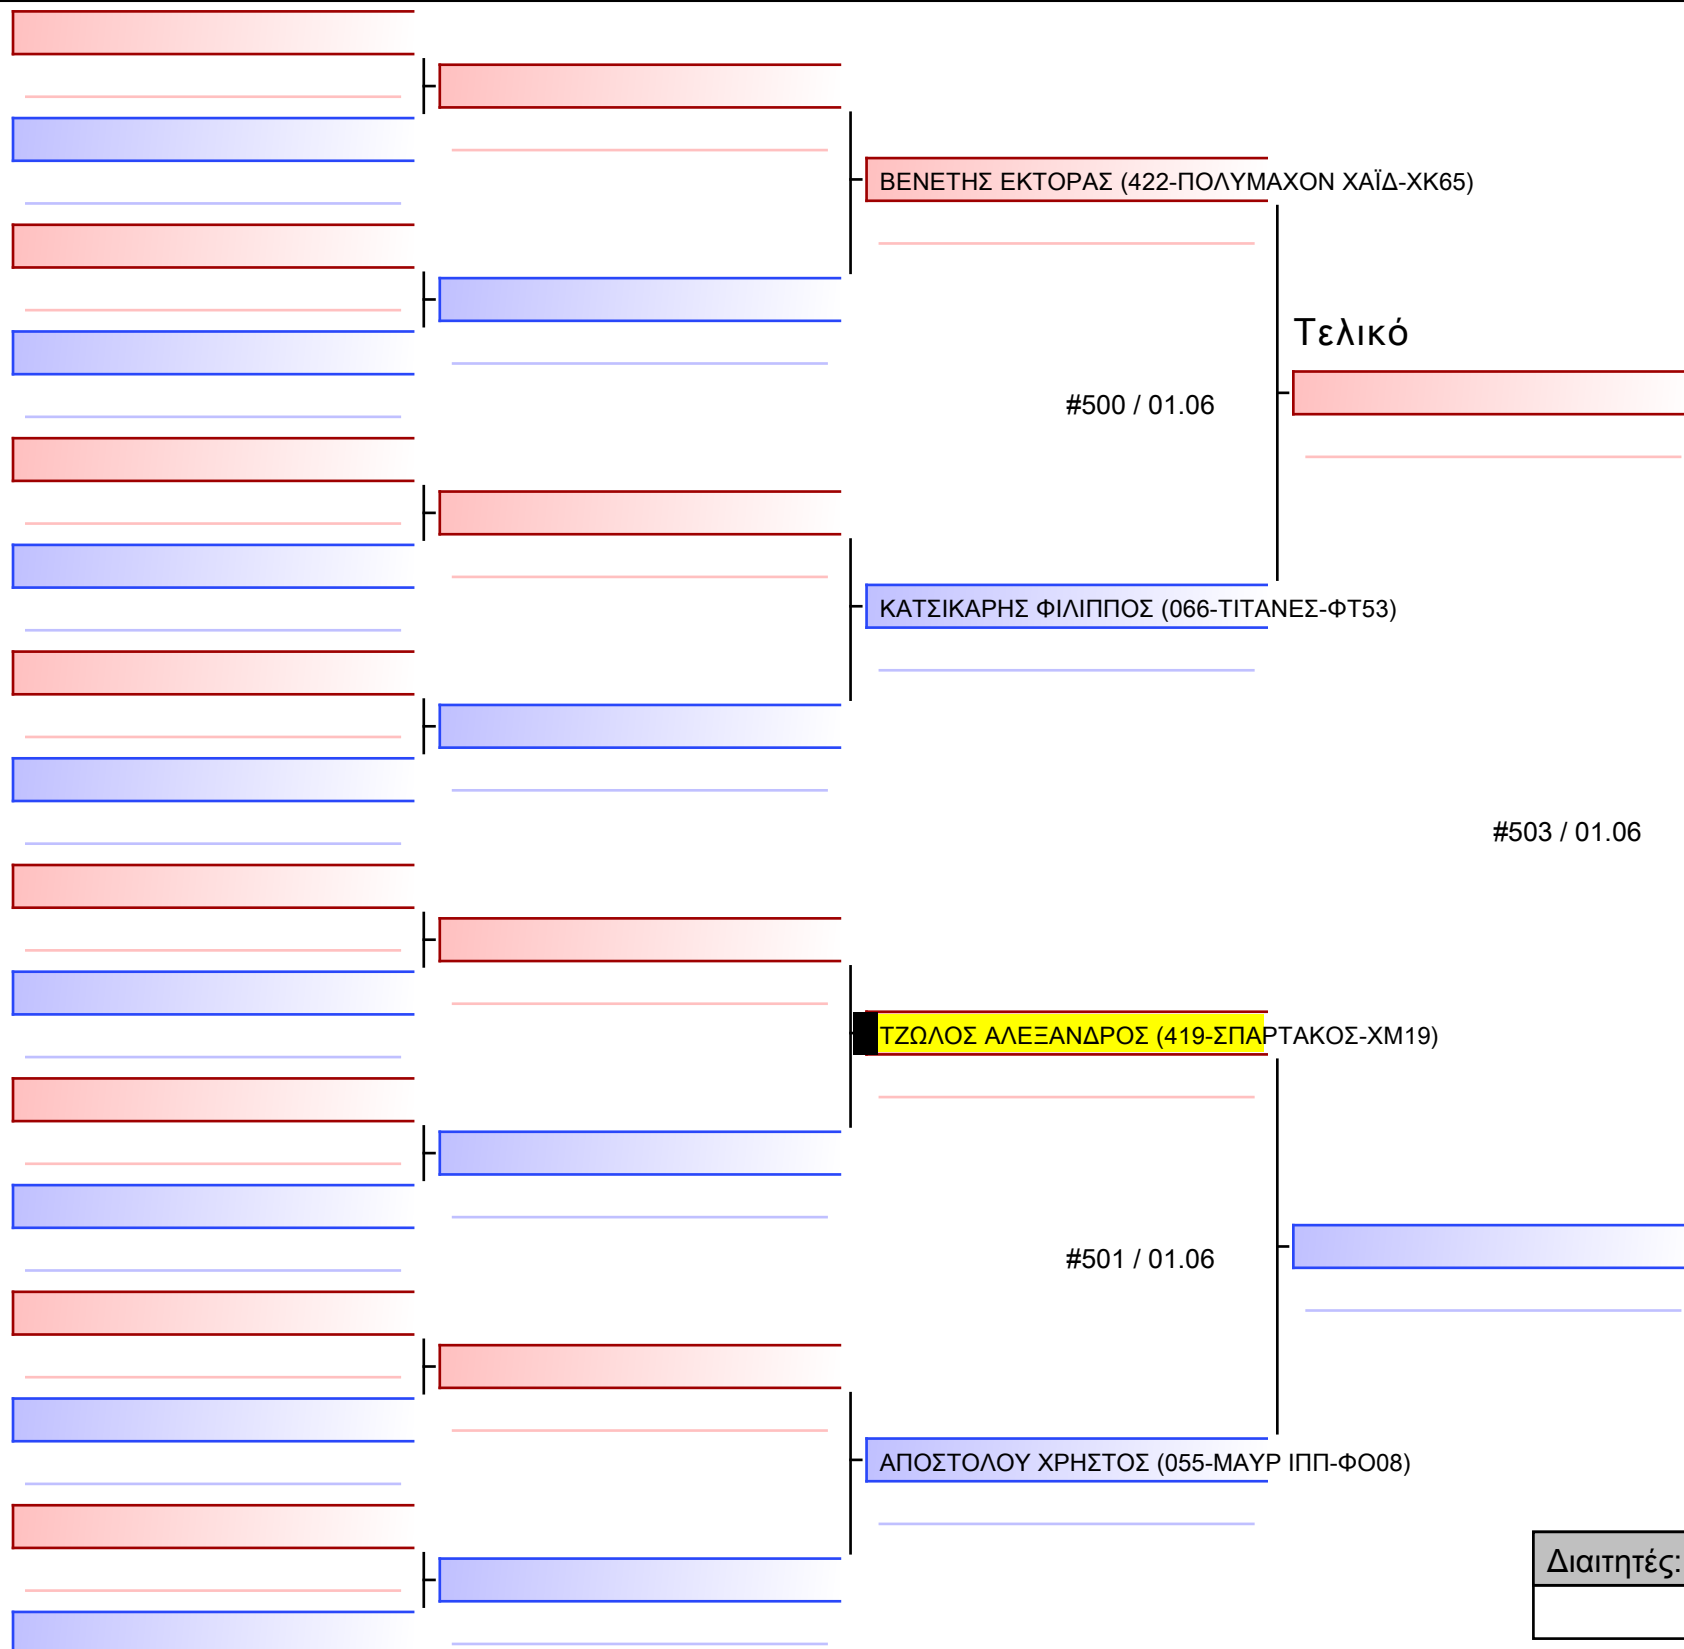 ΒΕΝΕΤΗΣ ΕΚΤΟΡΑΣ (422-ΠΟΛΥΜΑΧΟΝ ΧΑΪΔ-ΧΚ65)
Τελικό
#500 / 01.06
ΚΑΤΣΙΚΑΡΗΣ ΦΙΛΙΠΠΟΣ (066-ΤΙΤΑΝΕΣ-ΦΤ53)
#503 / 01.06
ΤΖΩΛΟΣ ΑΛΕΞΑΝΔΡΟΣ (419-ΣΠΑΡΤΑΚΟΣ-ΧΜ19)
#501 / 01.06
ΑΠΟΣΤΟΛΟΥ ΧΡΗΣΤΟΣ (055-ΜΑΥΡ ΙΠΠ-ΦΟ08)
Διαιτητές: